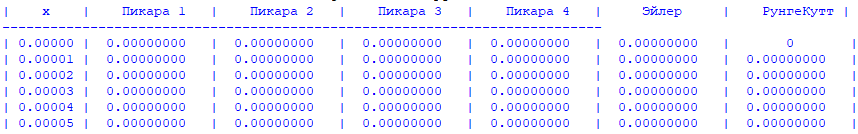 | x | Пикара 1 | Пикара 2 | Пикара 3 | Пикара 4 | Эйлер | РунгеКутт |
----------------------------------------------------------------------------
| 0.00000 | 0.00000000 | 0.00000000 | 0.00000000 | 0.00000000 | 0.00000000 | 0 |
| 0.00001 | 0.00000000 | 0.00000000 | 0.00000000 | 0.00000000 | 0.00000000 | 0.00000000 |
| 0.00002 | 0.00000000 | 0.00000000 | 0.00000000 | 0.00000000 | 0.00000000 | 0.00000000 |
| 0.00003 | 0.00000000 | 0.00000000 | 0.00000000 | 0.00000000 | 0.00000000 | 0.00000000 |
| 0.00004 | 0.00000000 | 0.00000000 | 0.00000000 | 0.00000000 | 0.00000000 | 0.00000000 |
| 0.00005 | 0.00000000 | 0.00000000 | 0.00000000 | 0.00000000 | 0.00000000 | 0.00000000 |